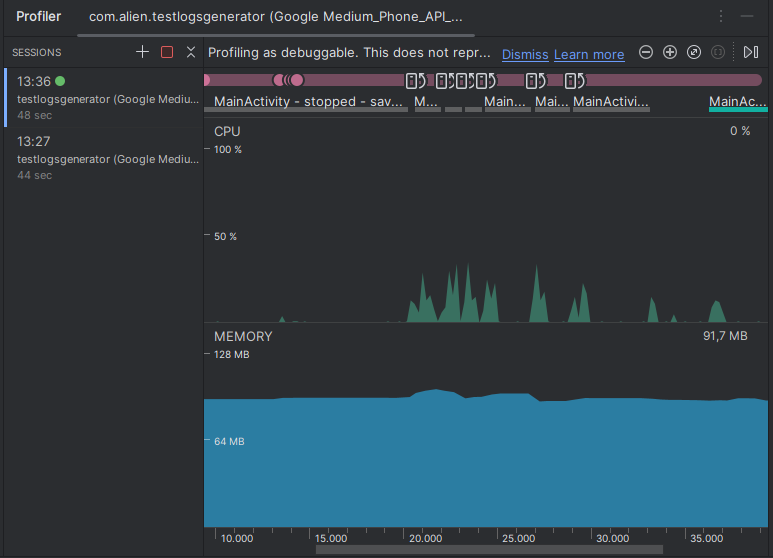 Profiler com.alien.testlogsgenerator (Google Medium_Phone_API_...
SESSIONS Profiling as debuggable. This does not repr... Dismiss Learn more
13:36
testlogsgenerator (Google Mediu...
48 sec
13:27
testlogsgenerator (Google Mediu...
44 sec
MainActivity - stopped - sav... M... Main... Mai... MainActivi... MainAc...
CPU 0 %
100 %
50 %
MEMORY 91,7 MB
128 MB
64 MB
10.000 15.000 20.000 25.000 30.000 35.000